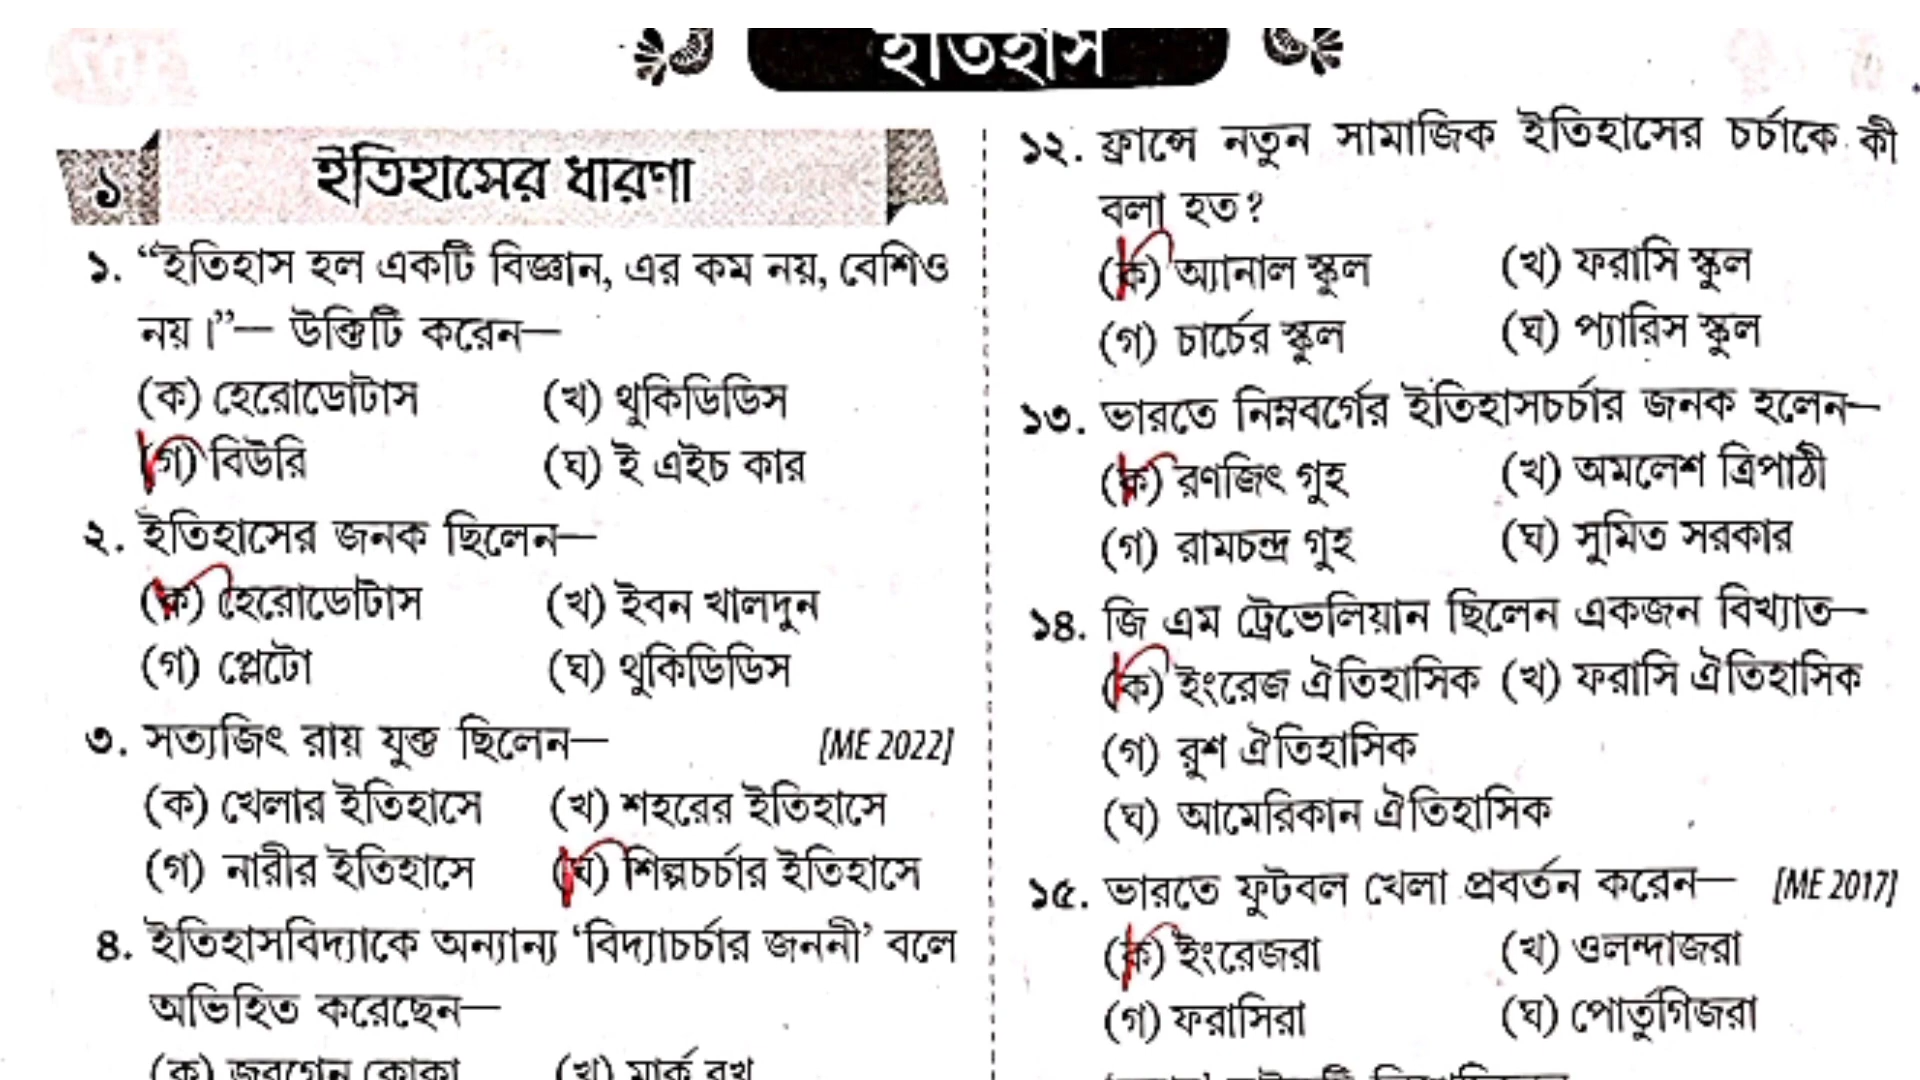 ইতিহাস
১ ইতিহাসের ধারণা
১. “ইতিহাস হল একটি বিজ্ঞান, এর কম নয়, বেশিও
নয়।”— উক্তিটি করেন—
(ক) হেরোডোটাস (খ) থুকিডিডিস
(গ) বিউরি (ঘ) ই এইচ কার
২. ইতিহাসের জনক ছিলেন—
(ক) হেরোডোটাস (খ) ইবন খালদুন
(গ) প্লেটো (ঘ) থুকিডিডিস
৩. সত্যজিৎ রায় যুক্ত ছিলেন— [ME 2022]
(ক) খেলার ইতিহাসে (খ) শহরের ইতিহাসে
(গ) নারীর ইতিহাসে (ঘ) শিল্পচর্চার ইতিহাসে
৪. ইতিহাসবিদ্যাকে অন্যান্য ‘বিদ্যাচর্চার জননী’ বলে
অভিহিত করেছেন—
(ক) জুরগেন কোকা (খ) মার্ক ব্লখ
১২. ফ্রান্সে নতুন সামাজিক ইতিহাসের চর্চাকে কী
বলা হত?
(ক) অ্যানাল স্কুল (খ) ফরাসি স্কুল
(গ) চার্চের স্কুল (ঘ) প্যারিস স্কুল
১৩. ভারতে নিম্নবর্গের ইতিহাসচর্চার জনক হলেন—
(ক) রণজিৎ গুহ (খ) অমলেশ ত্রিপাঠী
(গ) রামচন্দ্র গুহ (ঘ) সুমিত সরকার
১৪. জি এম ট্রেভেলিয়ান ছিলেন একজন বিখ্যাত—
(ক) ইংরেজ ঐতিহাসিক (খ) ফরাসি ঐতিহাসিক
(গ) রুশ ঐতিহাসিক
(ঘ) আমেরিকান ঐতিহাসিক
১৫. ভারতে ফুটবল খেলা প্রবর্তন করেন— [ME 2017]
(ক) ইংরেজরা (খ) ওলন্দাজরা
(গ) ফরাসিরা (ঘ) পোর্তুগিজরা